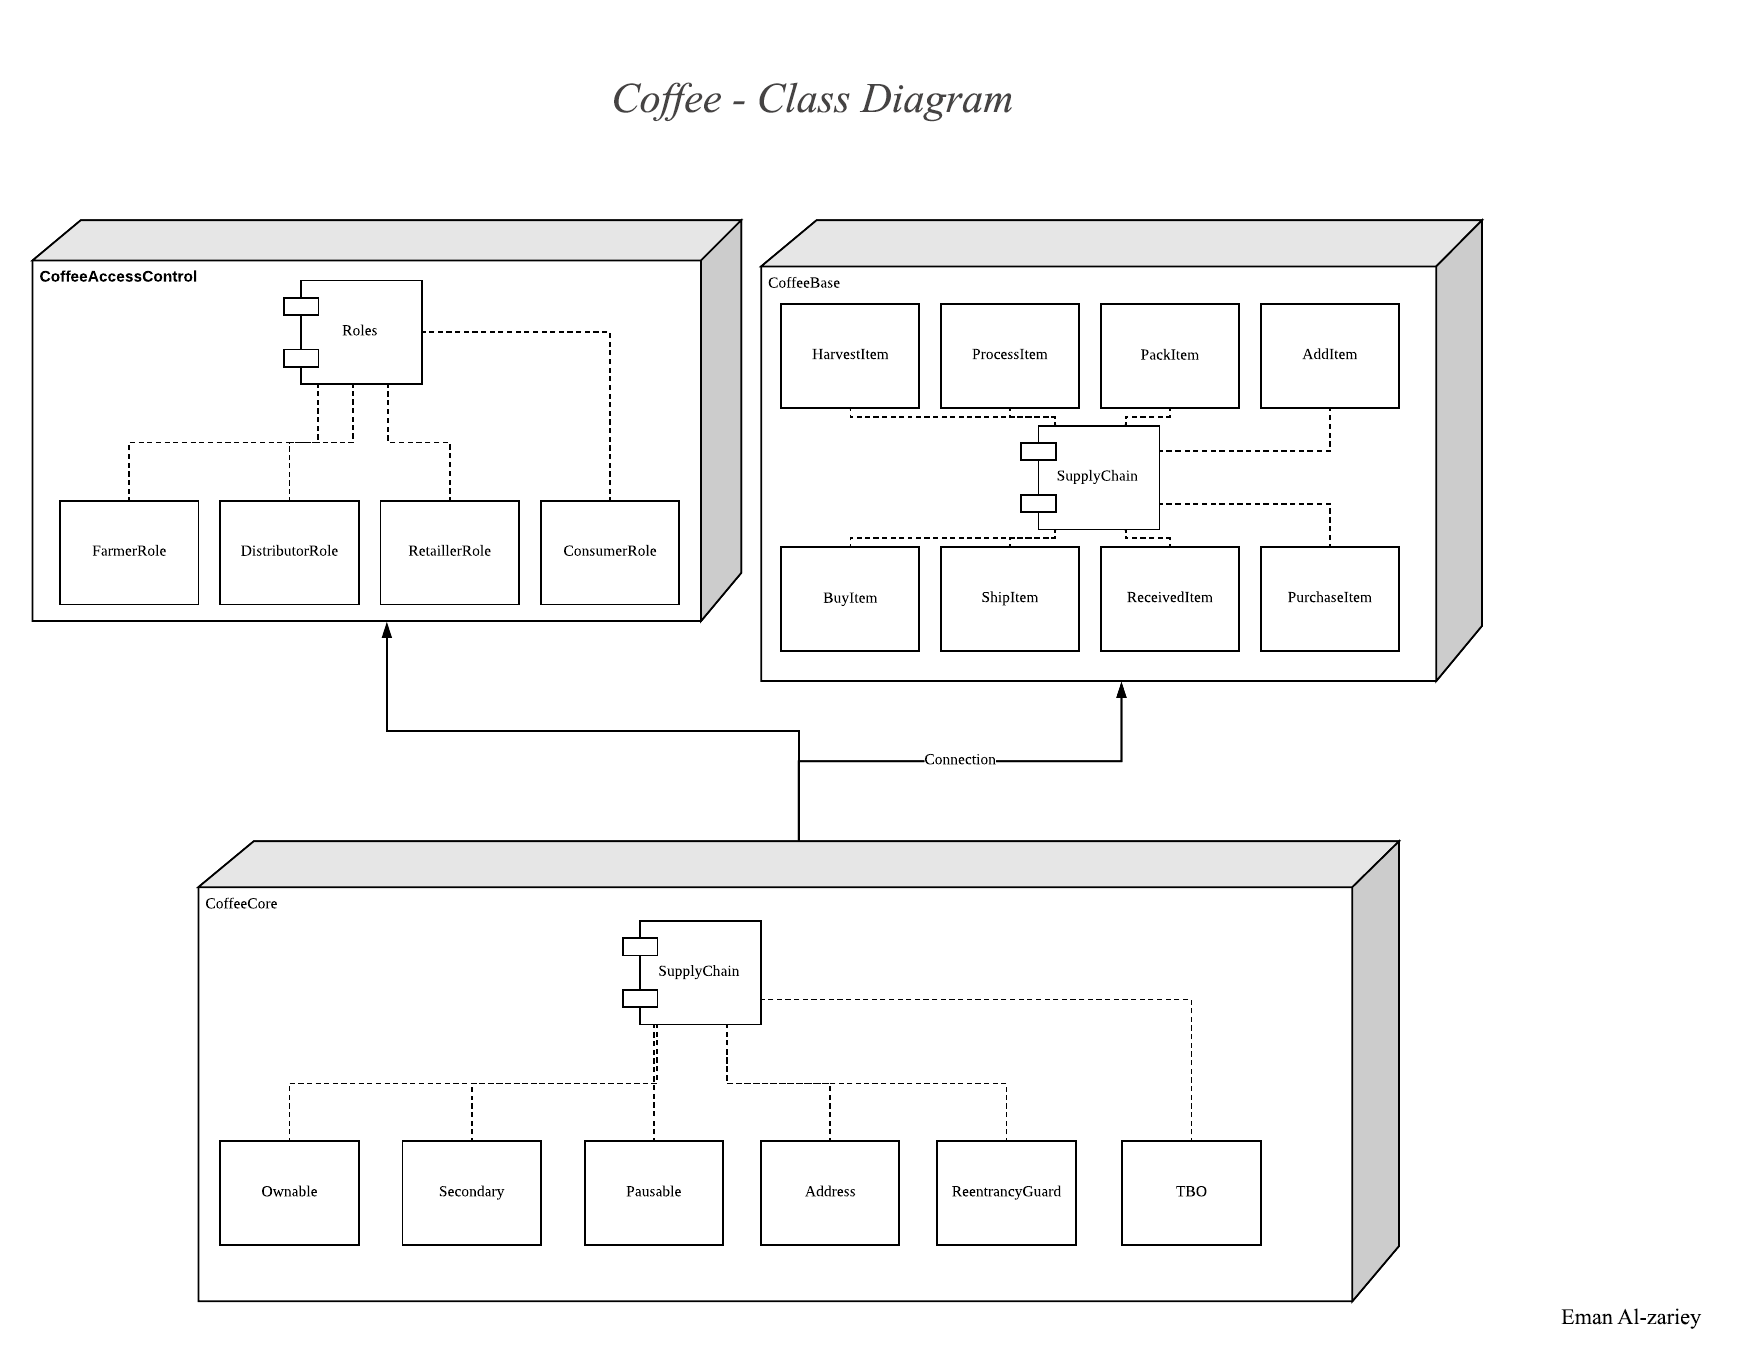 Coffee - Class Diagram
CoffeeAccessControl
Roles
FarmerRole
DistributorRole
RetaillerRole
ConsumerRole
CoffeeBase
HarvestItem
ProcessItem
PackItem
AddItem
SupplyChain
BuyItem
ShipItem
ReceivedItem
PurchaseItem
Connection
CoffeeCore
SupplyChain
Ownable
Secondary
Pausable
Address
ReentrancyGuard
TBO
Eman Al-zariey